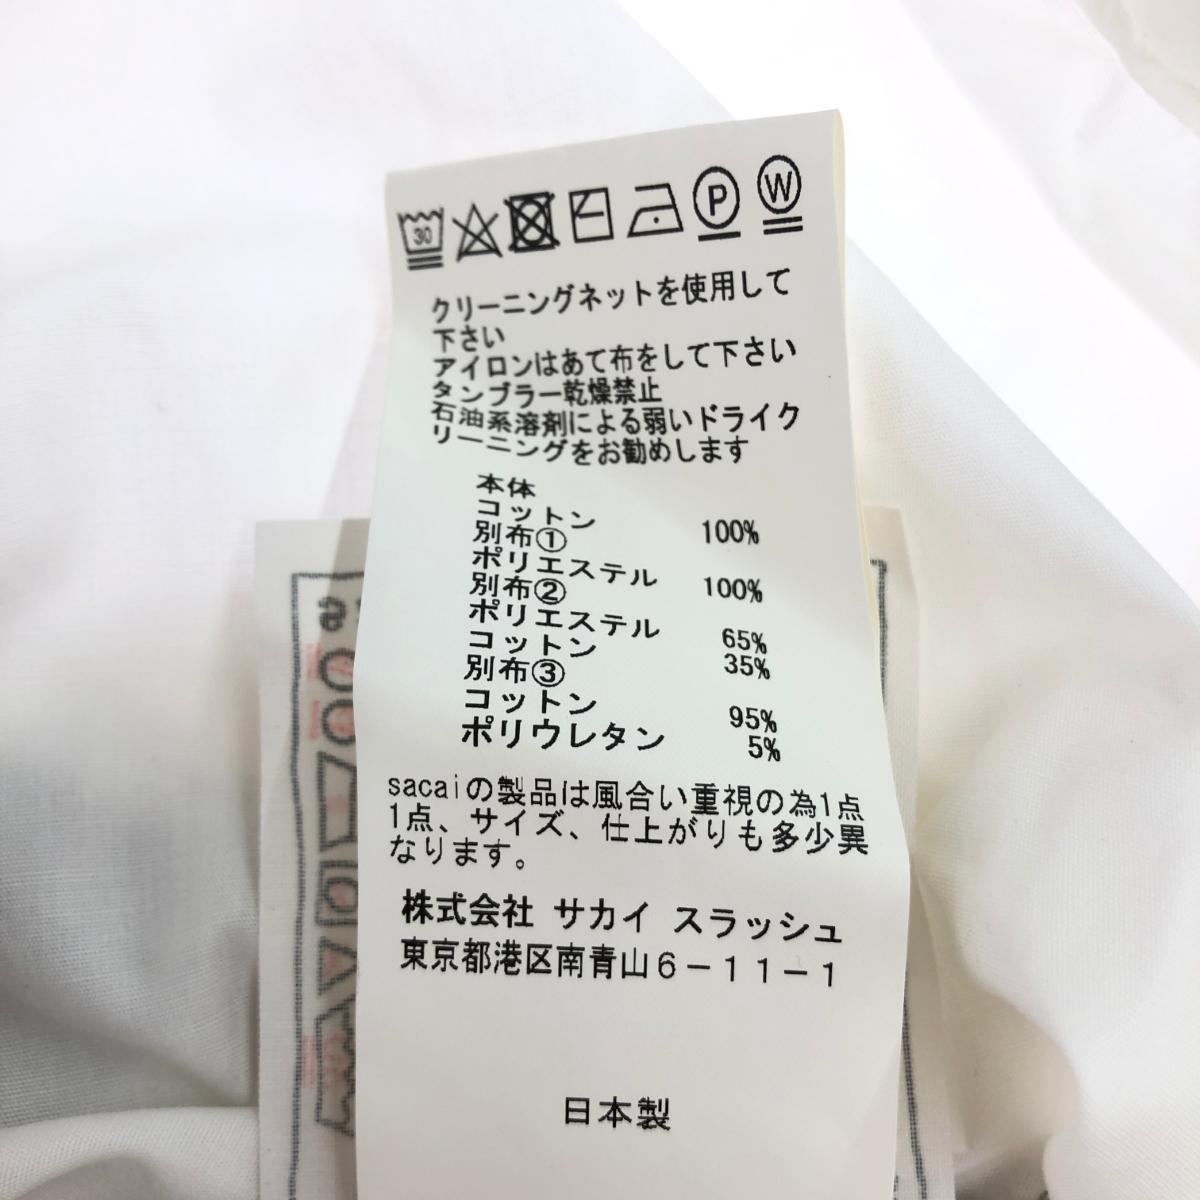 30 P W
クリーニングネットを使用して
下さい
アイロンはあて布をして下さい
タンブラー乾燥禁止
石油系溶剤による弱いドライク
リーニングをお勧めします
本体
コットン 100%
別布①
ポリエステル 100%
別布②
ポリエステル 65%
コットン 35%
別布③
コットン 95%
ポリウレタン 5%
sacaiの製品は風合い重視の為1点
1点、サイズ、仕上がりも多少異
なります。
株式会社 サカイ スラッシュ
東京都港区南青山6-11-1
日本製